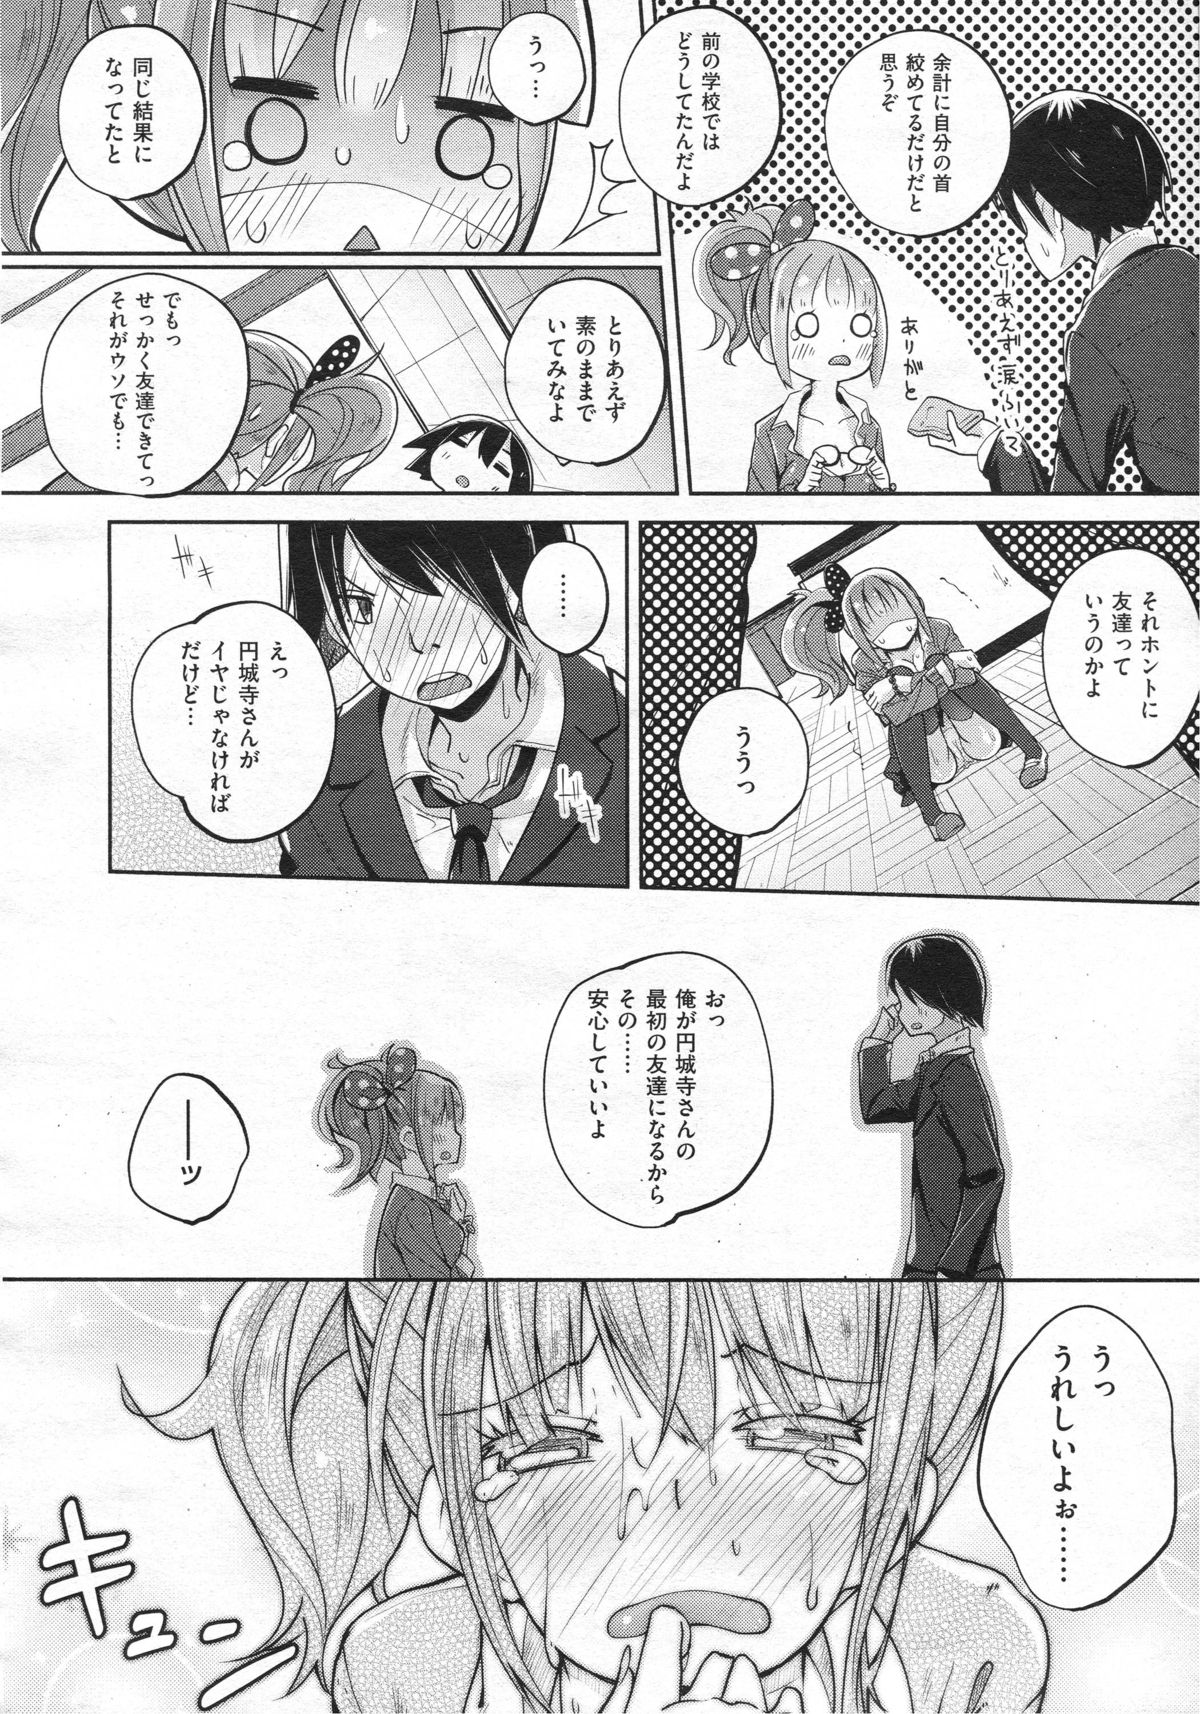 余計に自分の首
絞めてるだけだと
思うぞ
前の学校では
どうしてたんだよ
とりあえず涙ふいて
ありがと
うっ…
同じ結果に
なってたと
とりあえず
素のままで
いてみなよ
でもっ
せっかく友達できてっ
それがウソでも…
それホントに
友達って
いうのかよ
ううっ
……
えっ
円城寺さんが
イヤじゃなければ
だけど…
おっ
俺が円城寺さんの
最初の友達になるから
その……
安心していいよ
――ッ
うっ
うれしいよぉ……
キューン